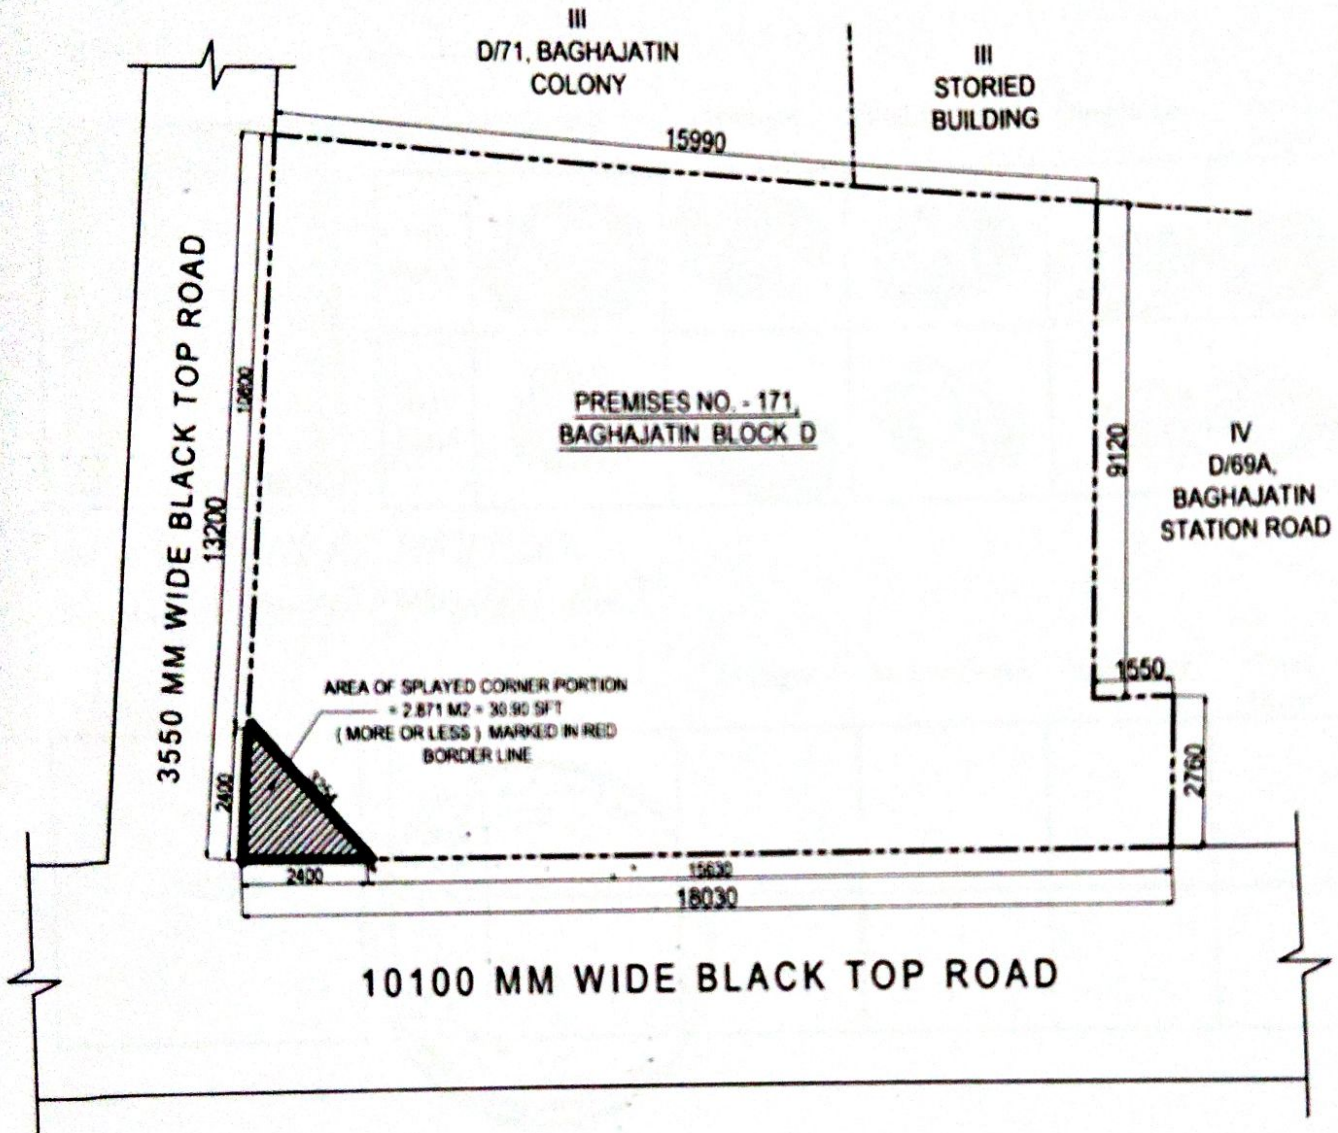 III
D/71, BAGHAJATIN
COLONY
III
STORIED
BUILDING
15990
3550 MM WIDE BLACK TOP ROAD
13200
10800
PREMISES NO. - 171,
BAGHAJATIN BLOCK D
9120
IV
D/69A,
BAGHAJATIN
STATION ROAD
1550
2760
AREA OF SPLAYED CORNER PORTION
= 2.871 M2 = 30.90 SFT
( MORE OR LESS ) MARKED IN RED
BORDER LINE
2400
2400
15630
18030
10100 MM WIDE BLACK TOP ROAD